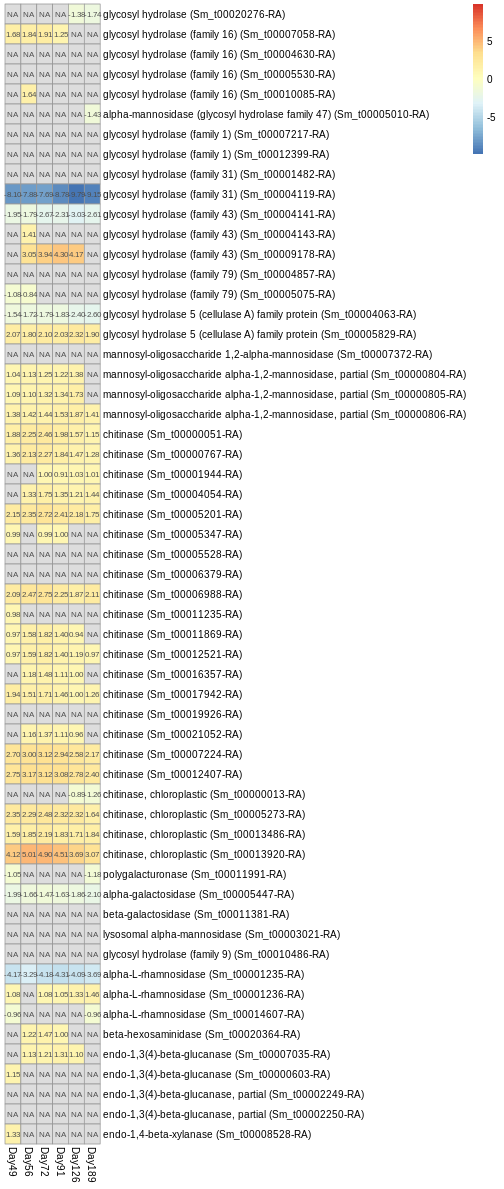 NA NA NA NA -1.38 -1.74 glycosyl hydrolase (Sm_t00020276-RA)
1.68 1.84 1.91 1.25 NA NA glycosyl hydrolase (family 16) (Sm_t00007058-RA)
NA NA NA NA NA NA glycosyl hydrolase (family 16) (Sm_t00004630-RA)
5
NA NA NA NA NA NA glycosyl hydrolase (family 16) (Sm_t00005530-RA)
0
NA 1.64 NA NA NA NA glycosyl hydrolase (family 16) (Sm_t00010085-RA)
NA NA NA NA NA -1.43 alpha-mannosidase (glycosyl hydrolase family 47) (Sm_t00005010-RA)
-5
NA NA NA NA NA NA glycosyl hydrolase (family 1) (Sm_t00007217-RA)
NA NA NA NA NA NA glycosyl hydrolase (family 1) (Sm_t00012399-RA)
NA NA NA NA NA NA glycosyl hydrolase (family 31) (Sm_t00001482-RA)
-8.10 -7.88 -7.69 -8.78 -9.79 -9.15 glycosyl hydrolase (family 31) (Sm_t00004119-RA)
-1.95 -1.79 -2.67 -2.31 -3.03 -2.61 glycosyl hydrolase (family 43) (Sm_t00004141-RA)
NA 1.41 NA NA NA NA glycosyl hydrolase (family 43) (Sm_t00004143-RA)
NA 3.05 3.94 4.30 4.17 NA glycosyl hydrolase (family 43) (Sm_t00009178-RA)
NA NA NA NA NA NA glycosyl hydrolase (family 79) (Sm_t00004857-RA)
-1.08 -0.84 NA NA NA NA glycosyl hydrolase (family 79) (Sm_t00005075-RA)
-1.54 -1.72 -1.79 -1.83 -2.40 -2.60 glycosyl hydrolase 5 (cellulase A) family protein (Sm_t00004063-RA)
2.07 1.80 2.10 2.03 2.32 1.90 glycosyl hydrolase 5 (cellulase A) family protein (Sm_t00005829-RA)
NA NA NA NA NA NA mannosyl-oligosaccharide 1,2-alpha-mannosidase (Sm_t00007372-RA)
1.04 1.13 1.25 1.22 1.38 NA mannosyl-oligosaccharide alpha-1,2-mannosidase, partial (Sm_t00000804-RA)
1.09 1.10 1.32 1.34 1.73 NA mannosyl-oligosaccharide alpha-1,2-mannosidase, partial (Sm_t00000805-RA)
1.38 1.42 1.44 1.53 1.87 1.41 mannosyl-oligosaccharide alpha-1,2-mannosidase, partial (Sm_t00000806-RA)
1.88 2.25 2.46 1.98 1.57 1.15 chitinase (Sm_t00000051-RA)
1.36 2.13 2.27 1.84 1.47 1.28 chitinase (Sm_t00000767-RA)
NA NA 1.00 0.91 1.03 1.01 chitinase (Sm_t00001944-RA)
NA 1.33 1.75 1.35 1.21 1.44 chitinase (Sm_t00004054-RA)
2.15 2.35 2.72 2.41 2.18 1.75 chitinase (Sm_t00005201-RA)
0.99 NA 0.99 1.00 NA NA chitinase (Sm_t00005347-RA)
NA NA NA NA NA NA chitinase (Sm_t00005528-RA)
NA NA NA NA NA NA chitinase (Sm_t00006379-RA)
2.09 2.47 2.75 2.25 1.87 2.11 chitinase (Sm_t00006988-RA)
0.98 NA NA NA NA NA chitinase (Sm_t00011235-RA)
0.97 1.58 1.82 1.40 0.94 NA chitinase (Sm_t00011869-RA)
0.97 1.59 1.82 1.40 1.19 0.97 chitinase (Sm_t00012521-RA)
NA 1.18 1.48 1.11 1.00 NA chitinase (Sm_t00016357-RA)
1.94 1.51 1.71 1.46 1.00 1.26 chitinase (Sm_t00017942-RA)
NA NA NA NA NA NA chitinase (Sm_t00019926-RA)
NA 1.16 1.37 1.11 0.96 NA chitinase (Sm_t00021052-RA)
2.70 3.00 3.12 2.94 2.58 2.17 chitinase (Sm_t00007224-RA)
2.75 3.17 3.12 3.08 2.78 2.40 chitinase (Sm_t00012407-RA)
NA NA NA NA -0.89 -1.26 chitinase, chloroplastic (Sm_t00000013-RA)
2.35 2.29 2.48 2.32 2.32 1.64 chitinase, chloroplastic (Sm_t00005273-RA)
1.59 1.85 2.19 1.83 1.71 1.84 chitinase, chloroplastic (Sm_t00013486-RA)
4.12 5.01 4.90 4.51 3.69 3.07 chitinase, chloroplastic (Sm_t00013920-RA)
-1.05 NA NA NA NA -1.18 polygalacturonase (Sm_t00011991-RA)
-1.99 -1.66 -1.47 -1.63 -1.86 -2.10 alpha-galactosidase (Sm_t00005447-RA)
NA NA NA NA NA NA beta-galactosidase (Sm_t00011381-RA)
NA NA NA NA NA NA lysosomal alpha-mannosidase (Sm_t00003021-RA)
NA NA NA NA NA NA glycosyl hydrolase (family 9) (Sm_t00010486-RA)
-4.17 -3.29 -4.18 -4.31 -4.09 -3.69 alpha-L-rhamnosidase (Sm_t00001235-RA)
1.08 NA 1.08 1.05 1.33 1.46 alpha-L-rhamnosidase (Sm_t00001236-RA)
-0.96 NA NA NA NA -0.96 alpha-L-rhamnosidase (Sm_t00014607-RA)
NA 1.22 1.47 1.00 NA NA beta-hexosaminidase (Sm_t00020364-RA)
NA 1.13 1.21 1.31 1.10 NA endo-1,3(4)-beta-glucanase (Sm_t00007035-RA)
1.15 NA NA NA NA NA endo-1,3(4)-beta-glucanase (Sm_t00000603-RA)
NA NA NA NA NA NA endo-1,3(4)-beta-glucanase, partial (Sm_t00002249-RA)
NA NA NA NA NA NA endo-1,3(4)-beta-glucanase, partial (Sm_t00002250-RA)
1.33 NA NA NA NA NA endo-1,4-beta-xylanase (Sm_t00008528-RA)
Day49 Day56 Day72 Day91 Day126 Day189